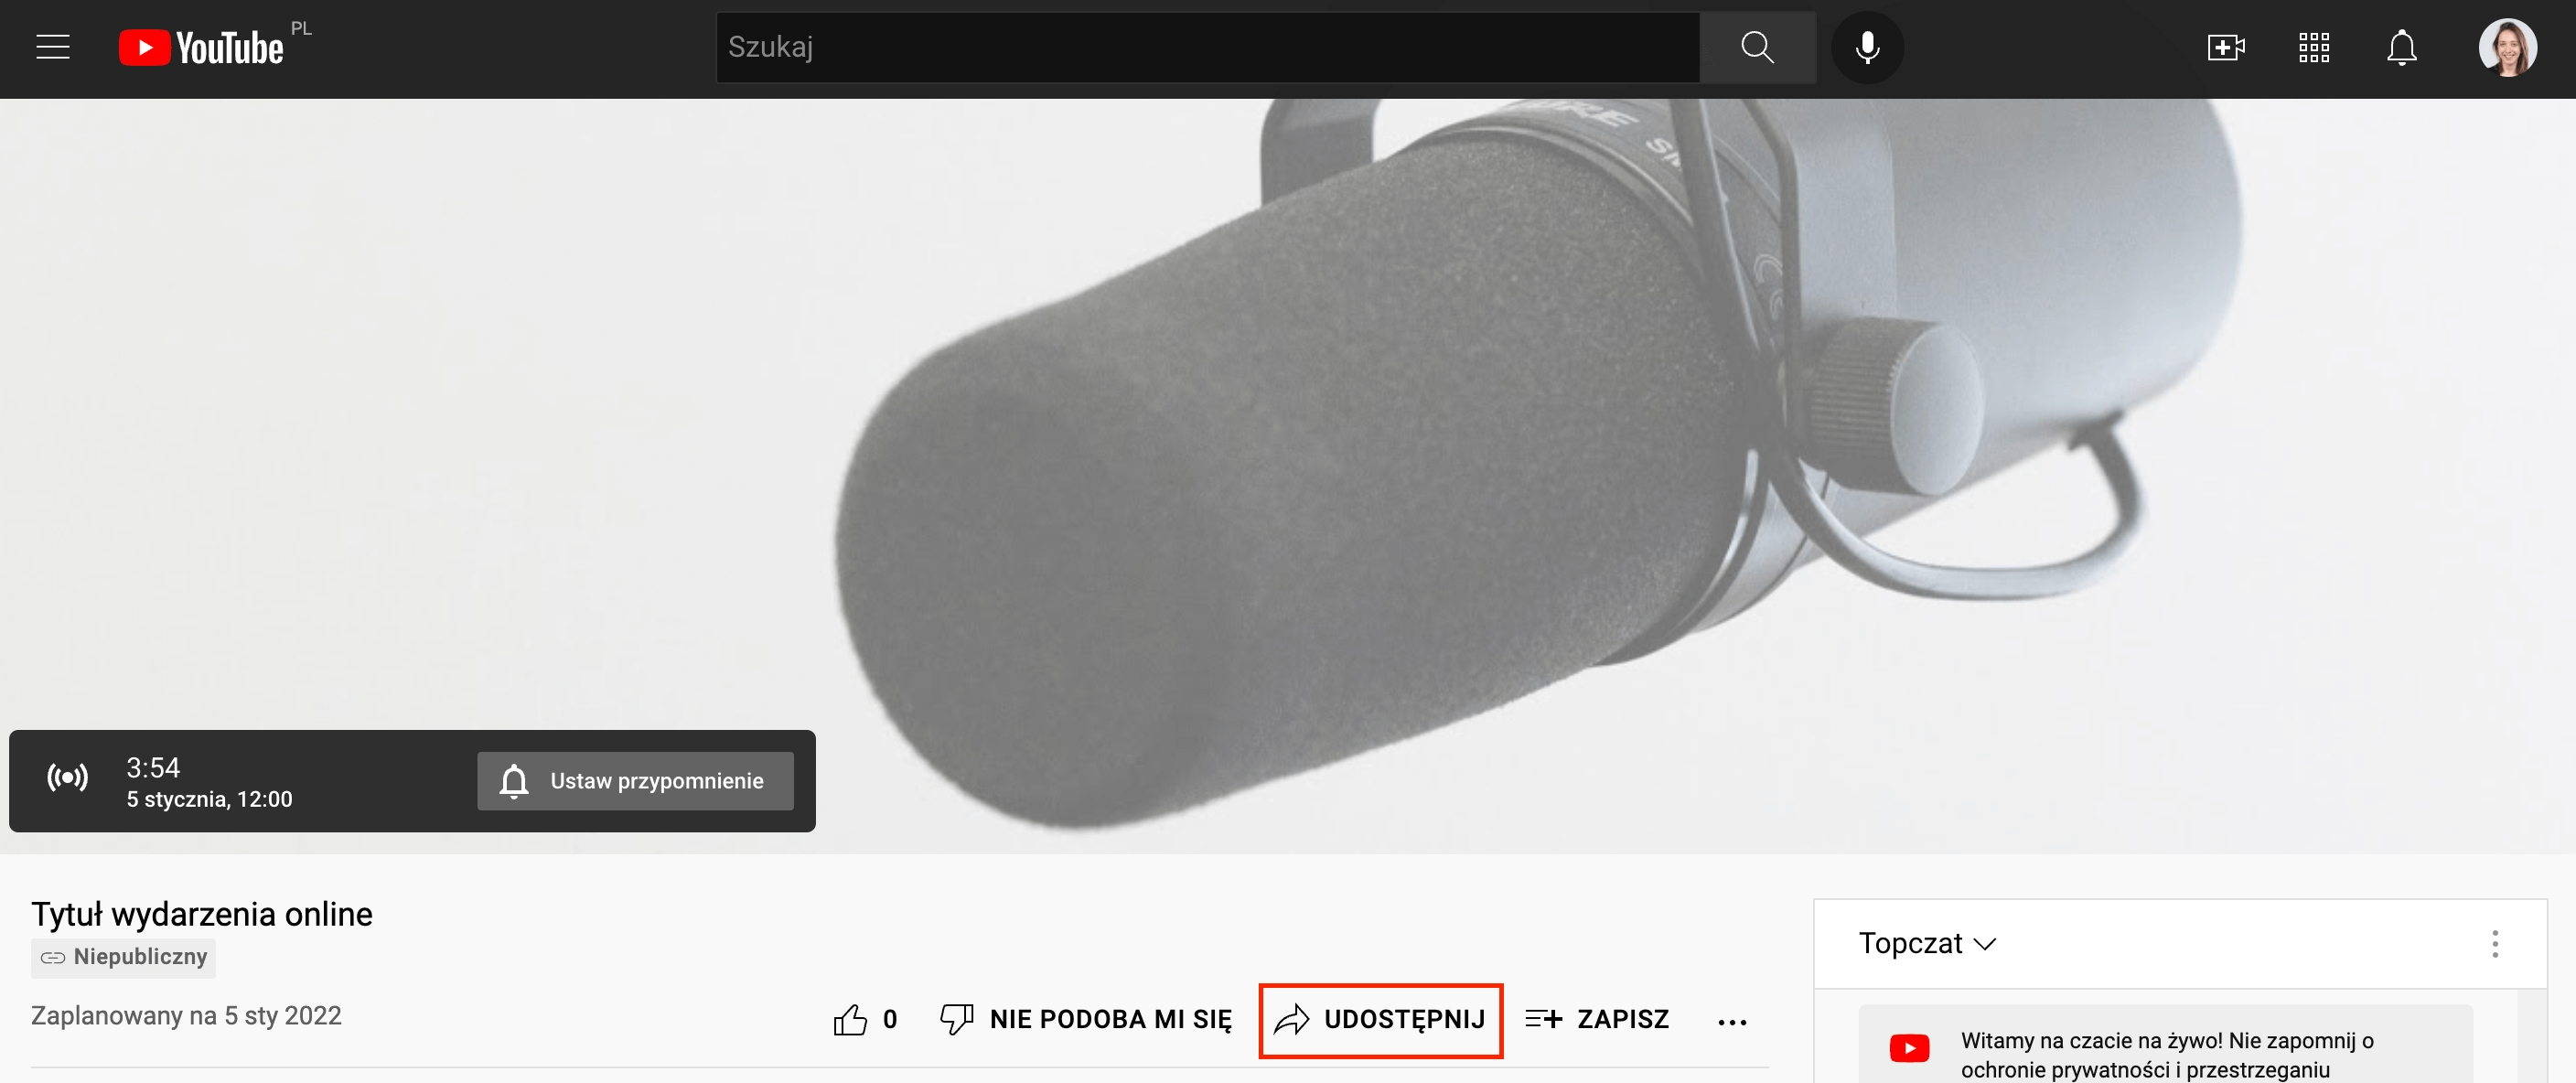 YouTube PL
Szukaj
URE SM
3:54
5 stycznia, 12:00
Ustaw przypomnienie
Tytuł wydarzenia online
Niepubliczny
Zaplanowany na 5 sty 2022
0 NIE PODOBA MI SIĘ UDOSTĘPNIJ ZAPISZ
Topczat
Witamy na czacie na żywo! Nie zapomnij o
ochronie prywatności i przestrzeganiu